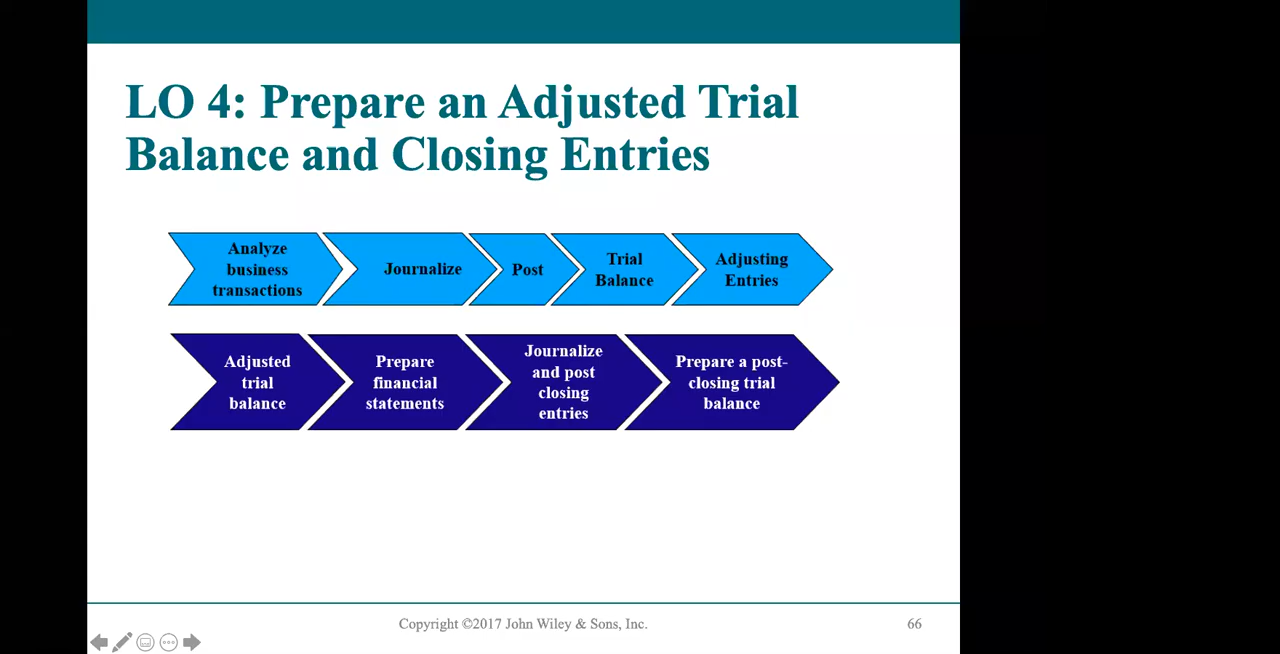 LO 4: Prepare an Adjusted Trial
Balance and Closing Entries
Analyze
business
transactions
Journalize
Post
Trial
Balance
Adjusting
Entries
Adjusted
trial
balance
Prepare
financial
statements
Journalize
and post
closing
entries
Prepare a post-
closing trial
balance
Copyright ©2017 John Wiley & Sons, Inc.
66